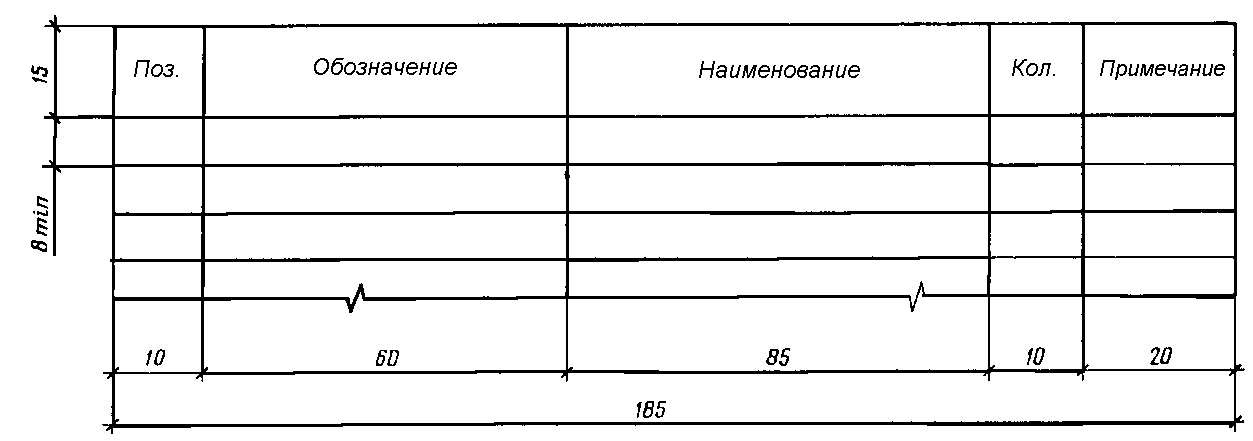 15
Поз.
Обозначение
Наименование
Кол.
Примечание
8 min
10
60
85
10
20
185